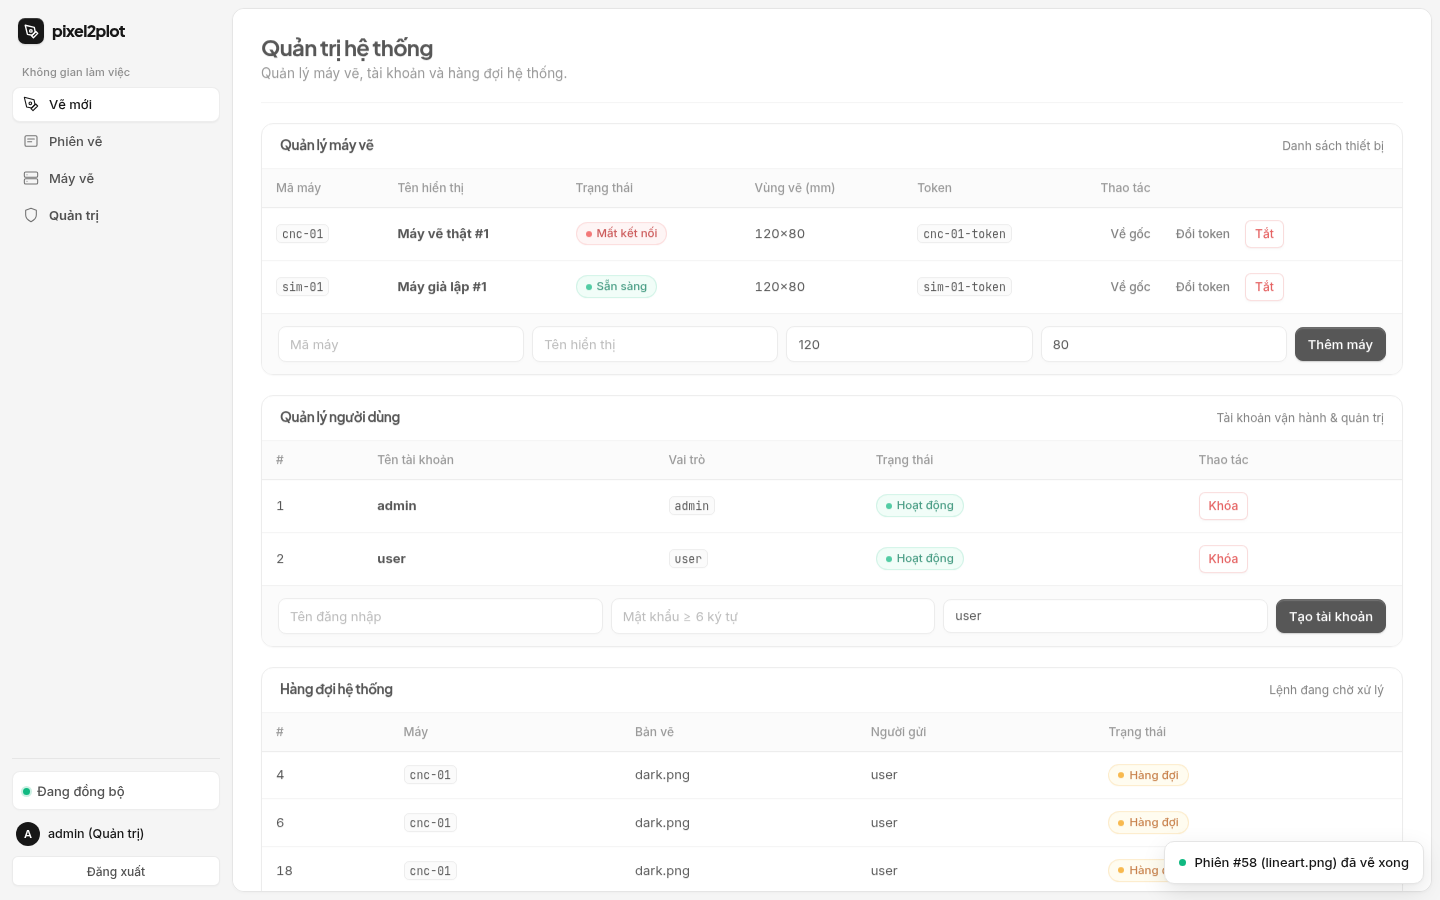 pixel2plot
Không gian làm việc
Vẽ mới
Phiên vẽ
Máy vẽ
Quản trị
Đang đồng bộ
A
admin (Quản trị)
Đăng xuất
Quản trị hệ thống
Quản lý máy vẽ, tài khoản và hàng đợi hệ thống.
Quản lý máy vẽ Danh sách thiết bị
Mã máy Tên hiển thị Trạng thái Vùng vẽ (mm) Token Thao tác
cnc-01 Máy vẽ thật #1 Mất kết nối 120×80 cnc-01-token Về gốc Đổi token Tắt
sim-01 Máy giả lập #1 Sẵn sàng 120×80 sim-01-token Về gốc Đổi token Tắt
Mã máy Tên hiển thị 120 80 Thêm máy
Quản lý người dùng Tài khoản vận hành & quản trị
# Tên tài khoản Vai trò Trạng thái Thao tác
1 admin admin Hoạt động Khóa
2 user user Hoạt động Khóa
Tên đăng nhập Mật khẩu ≥ 6 ký tự user Tạo tài khoản
Hàng đợi hệ thống Lệnh đang chờ xử lý
# Máy Bản vẽ Người gửi Trạng thái
4 cnc-01 dark.png user Hàng đợi
6 cnc-01 dark.png user Hàng đợi
18 cnc-01 dark.png user Hàng
Phiên #58 (lineart.png) đã vẽ xong